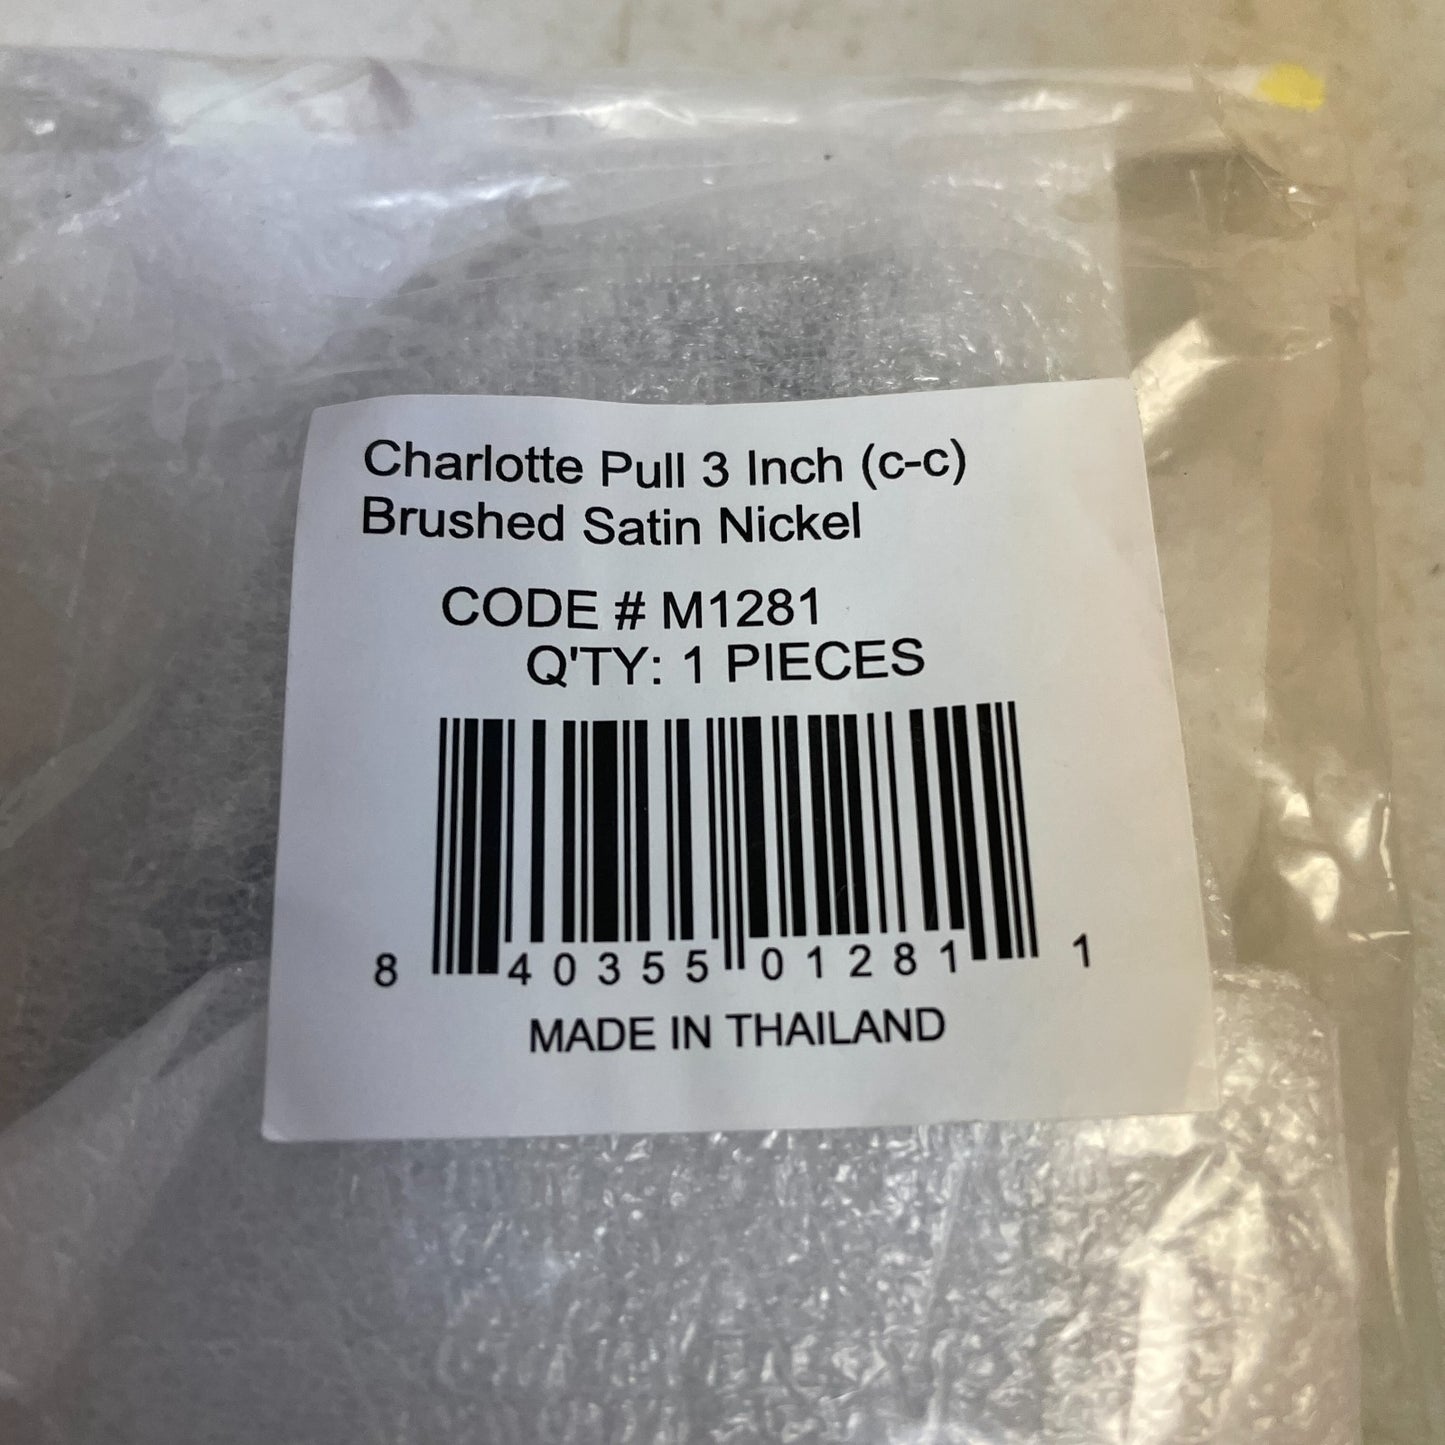 Charlotte Pull 3 Inch (c-c)
Brushed Satin Nickel
CODE # M1281
Q'TY: 1 PIECES
8 40355 01281 1
MADE IN THAILAND